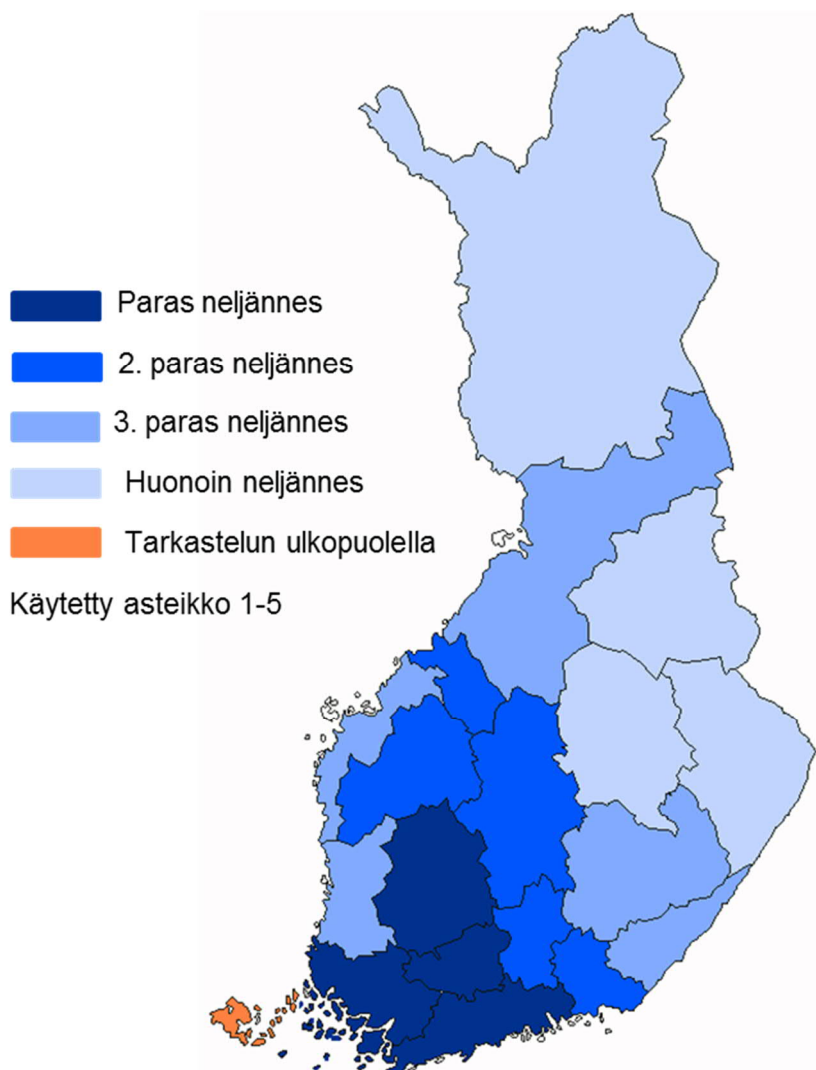 Paras neljännes
2. paras neljännes
3. paras neljännes
Huonoin neljännes
Tarkastelun ulkopuolella
Käytetty asteikko 1-5